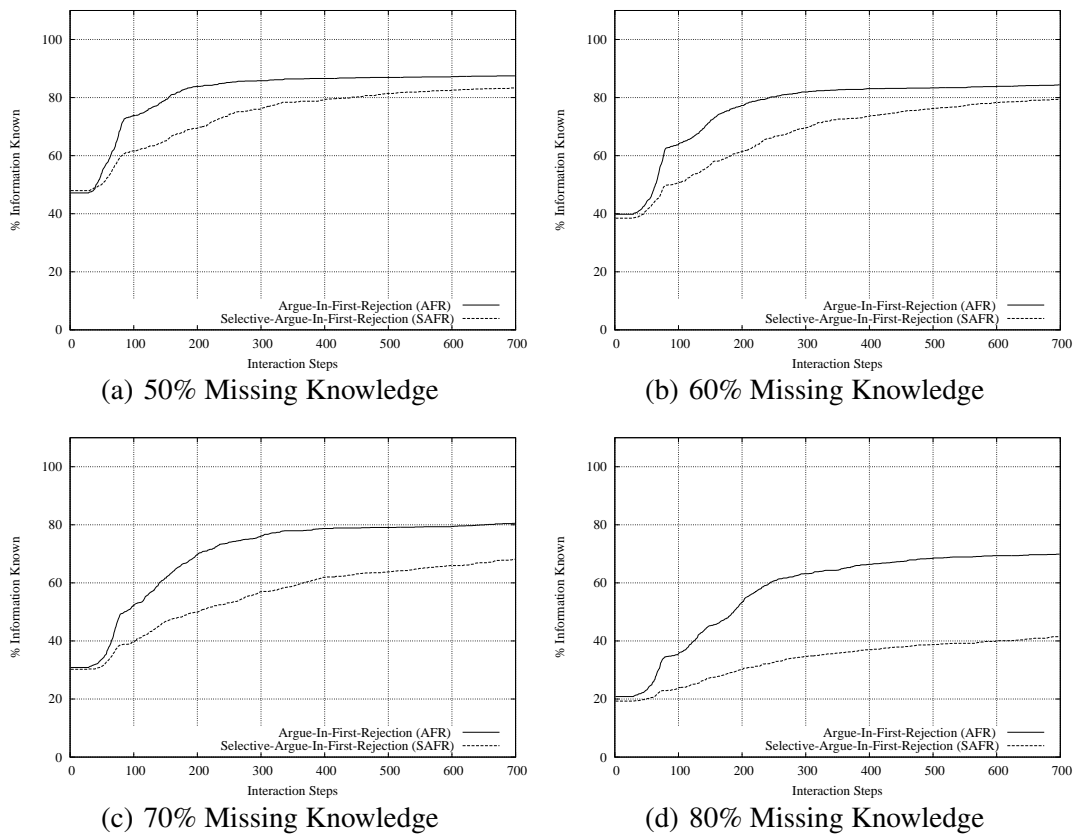 100
80
60
40
20
0
% Information Known
Argue-In-First-Rejection (AFR)
Selective-Argue-In-First-Rejection (SAFR)
0 100 200 300 400 500 600 700
Interaction Steps
(a) 50% Missing Knowledge
100
80
60
40
20
0
% Information Known
Argue-In-First-Rejection (AFR)
Selective-Argue-In-First-Rejection (SAFR)
0 100 200 300 400 500 600 700
Interaction Steps
(b) 60% Missing Knowledge
100
80
60
40
20
0
% Information Known
Argue-In-First-Rejection (AFR)
Selective-Argue-In-First-Rejection (SAFR)
0 100 200 300 400 500 600 700
Interaction Steps
(c) 70% Missing Knowledge
100
80
60
40
20
0
% Information Known
Argue-In-First-Rejection (AFR)
Selective-Argue-In-First-Rejection (SAFR)
0 100 200 300 400 500 600 700
Interaction Steps
(d) 80% Missing Knowledge